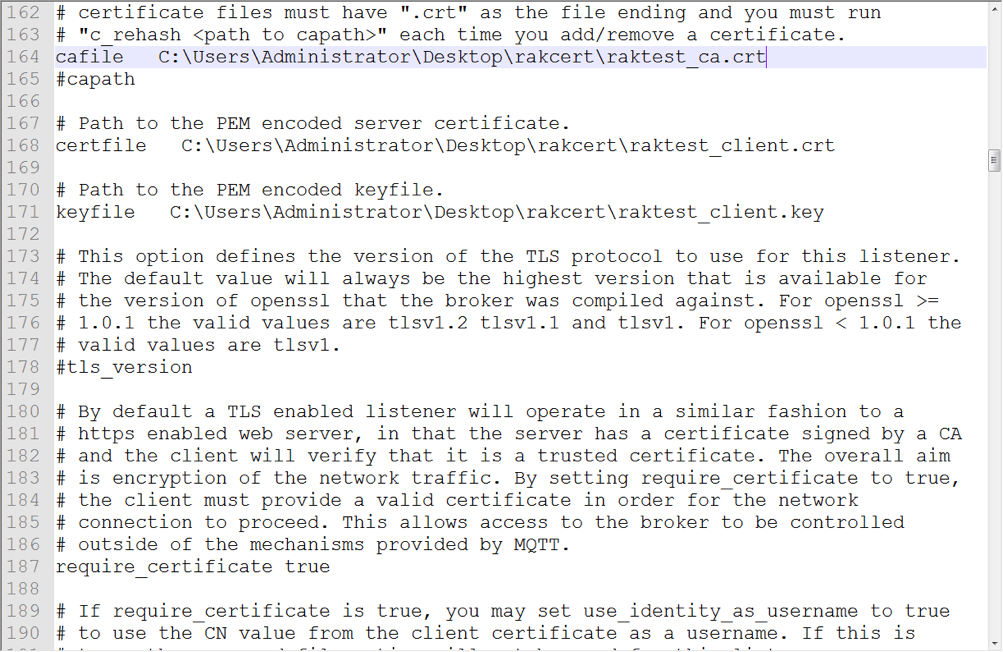 162 # certificate files must have ".crt" as the file ending and you must run
163 # "c_rehash <path to capath>" each time you add/remove a certificate.
164 cafile   C:\Users\Administrator\Desktop\rakcert\raktest_ca.crt
165 #capath
166
167 # Path to the PEM encoded server certificate.
168 certfile   C:\Users\Administrator\Desktop\rakcert\raktest_client.crt
169
170 # Path to the PEM encoded keyfile.
171 keyfile   C:\Users\Administrator\Desktop\rakcert\raktest_client.key
172
173 # This option defines the version of the TLS protocol to use for this listener.
174 # The default value will always be the highest version that is available for
175 # the version of openssl that the broker was compiled against. For openssl >=
176 # 1.0.1 the valid values are tlsv1.2 tlsv1.1 and tlsv1. For openssl < 1.0.1 the
177 # valid values are tlsv1.
178 #tls_version
179
180 # By default a TLS enabled listener will operate in a similar fashion to a
181 # https enabled web server, in that the server has a certificate signed by a CA
182 # and the client will verify that it is a trusted certificate. The overall aim
183 # is encryption of the network traffic. By setting require_certificate to true,
184 # the client must provide a valid certificate in order for the network
185 # connection to proceed. This allows access to the broker to be controlled
186 # outside of the mechanisms provided by MQTT.
187 require_certificate true
188
189 # If require_certificate is true, you may set use_identity_as_username to true
190 # to use the CN value from the client certificate as a username. If this is